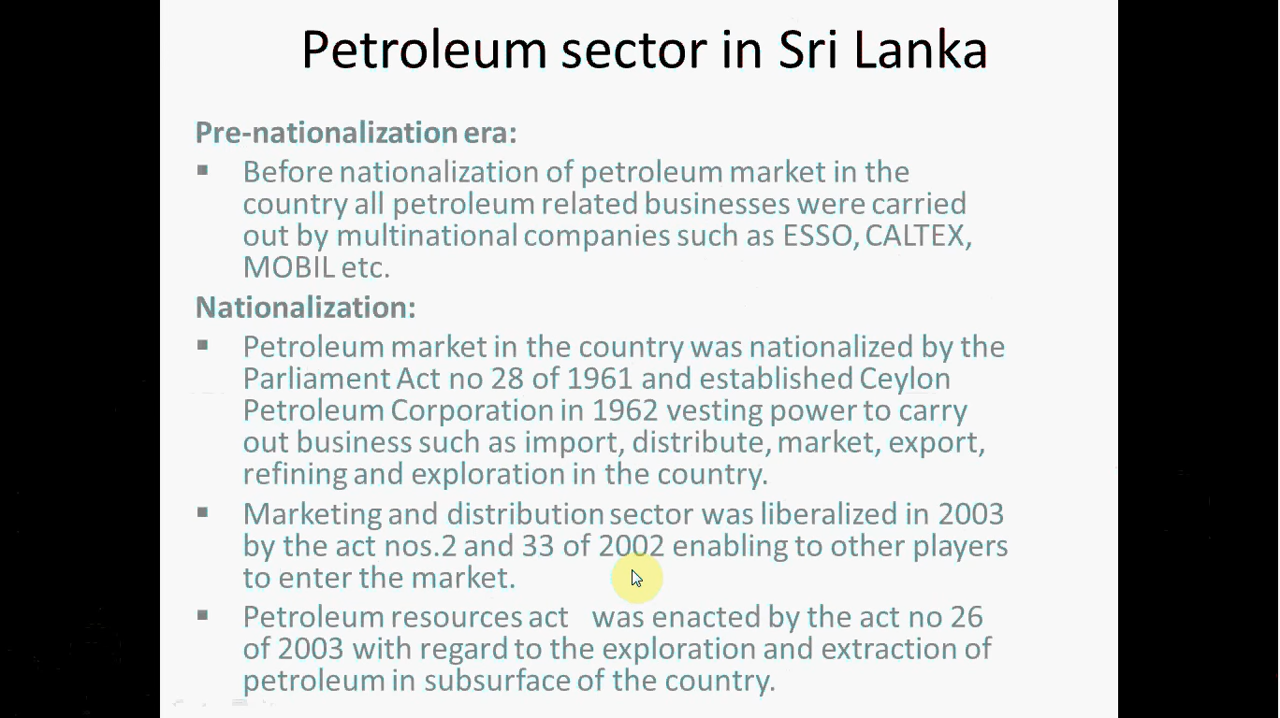 Petroleum sector in Sri Lanka
Pre-nationalization era:
▪ Before nationalization of petroleum market in the
country all petroleum related businesses were carried
out by multinational companies such as ESSO, CALTEX,
MOBIL etc.
Nationalization:
▪ Petroleum market in the country was nationalized by the
Parliament Act no 28 of 1961 and established Ceylon
Petroleum Corporation in 1962 vesting power to carry
out business such as import, distribute, market, export,
refining and exploration in the country.
▪ Marketing and distribution sector was liberalized in 2003
by the act nos.2 and 33 of 2002 enabling to other players
to enter the market.
▪ Petroleum resources act was enacted by the act no 26
of 2003 with regard to the exploration and extraction of
petroleum in subsurface of the country.